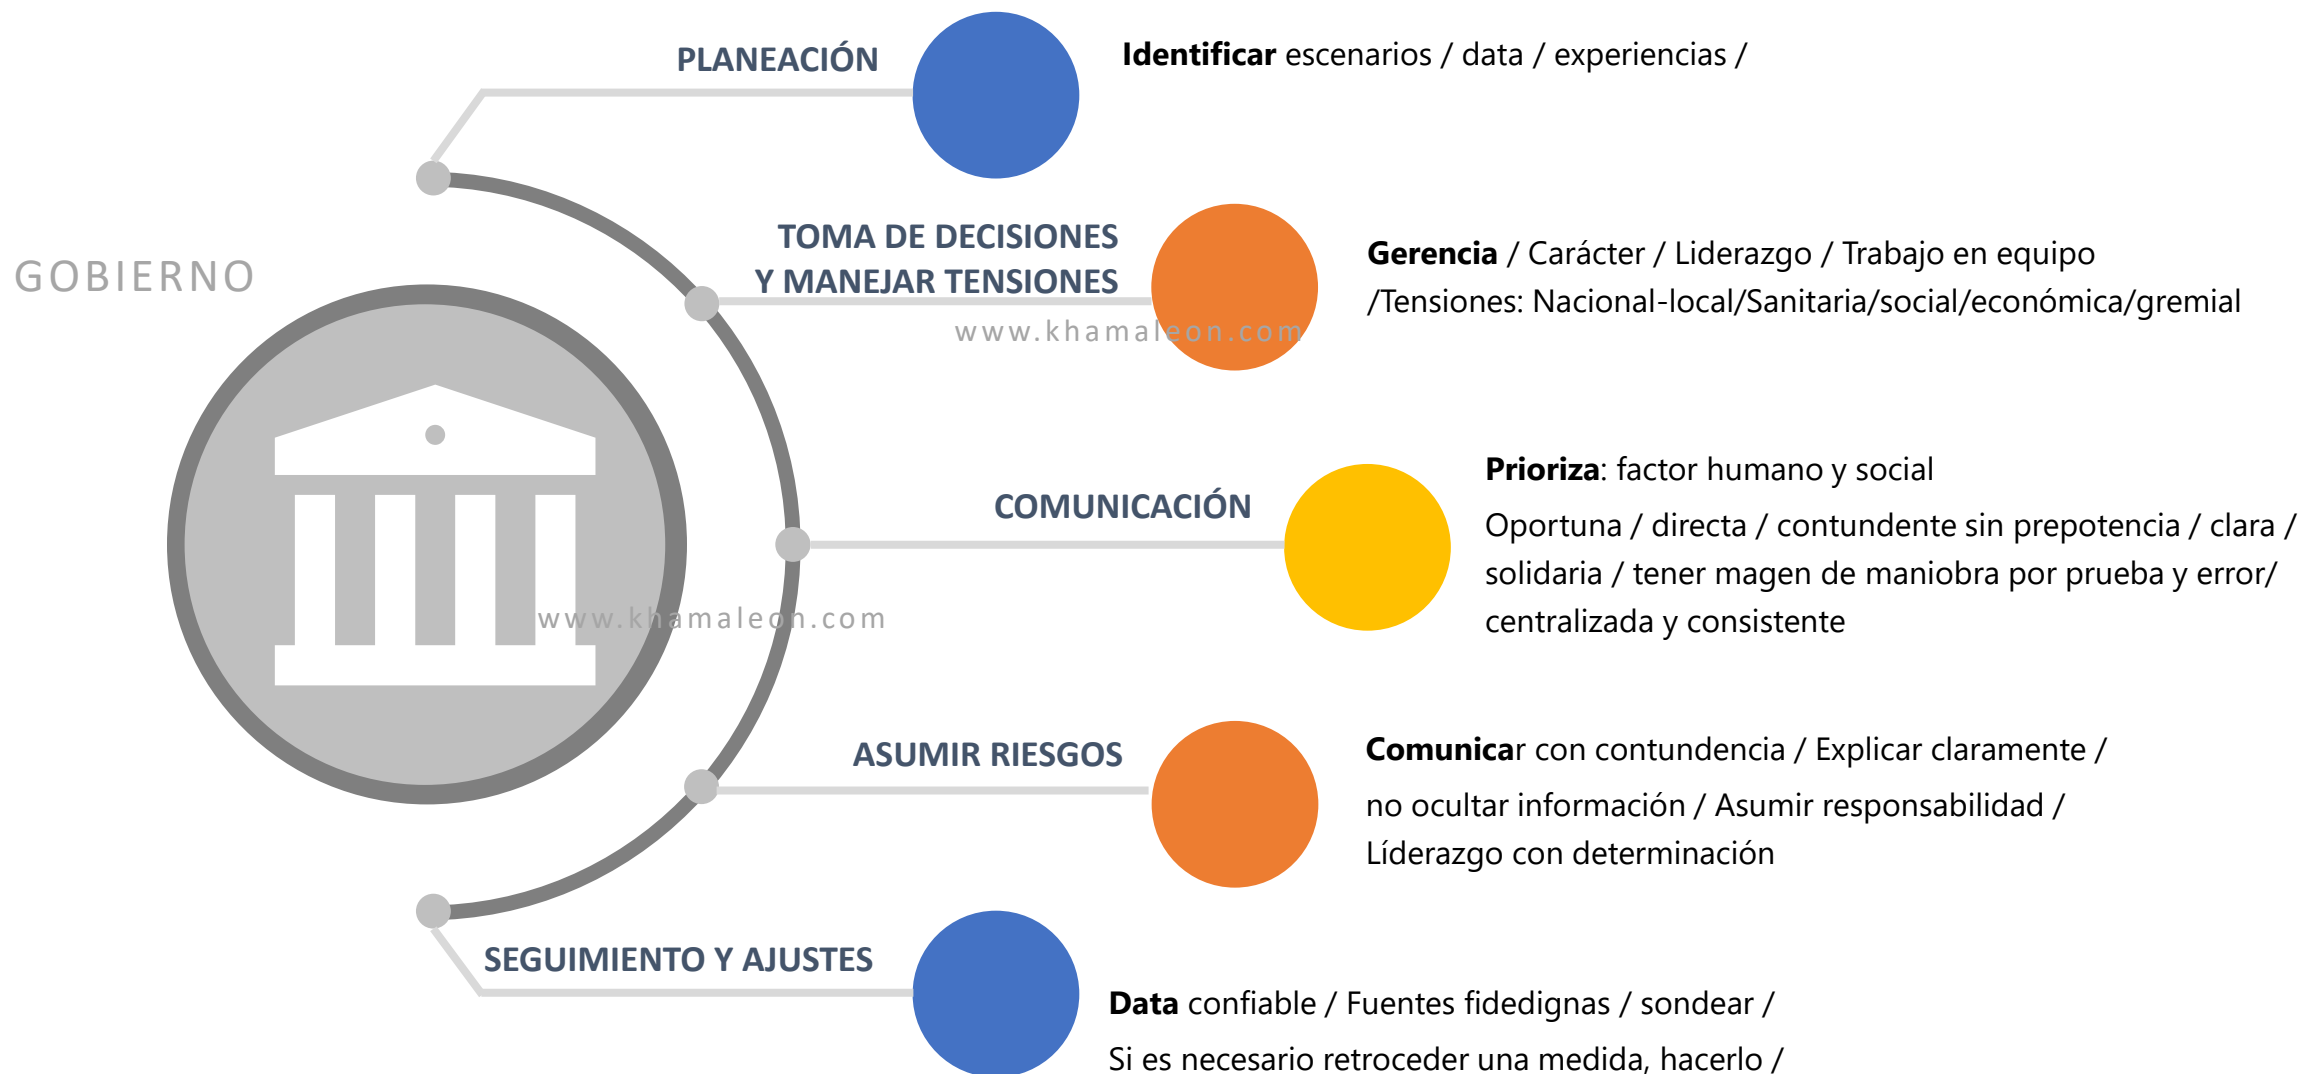 PLANEACIÓN
Identificar escenarios / data / experiencias /
GOBIERNO
TOMA DE DECISIONES
Y MANEJAR TENSIONES
Gerencia / Carácter / Liderazgo / Trabajo en equipo
/Tensiones: Nacional-local/Sanitaria/social/económica/gremial
www.khamaleon.com
COMUNICACIÓN
Prioriza: factor humano y social
Oportuna / directa / contundente sin prepotencia / clara /
solidaria / tener magen de maniobra por prueba y error/
centralizada y consistente
www.khamaleon.com
ASUMIR RIESGOS
Comunicar con contundencia / Explicar claramente /
no ocultar información / Asumir responsabilidad /
Líderazgo con determinación
SEGUIMIENTO Y AJUSTES
Data confiable / Fuentes fidedignas / sondear /
Si es necesario retroceder una medida, hacerlo /